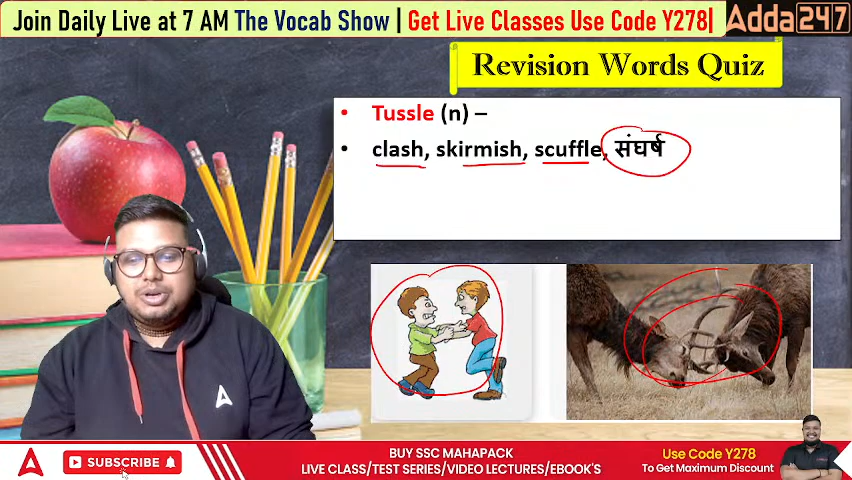 Join Daily Live at 7 AM The Vocab Show | Get Live Classes Use Code Y278|
Adda247
Revision Words Quiz
• Tussle (n) –
• clash, skirmish, scuffle, संघर्ष
SUBSCRIBE
BUY SSC MAHAPACK
LIVE CLASS/TEST SERIES/VIDEO LECTURES/EBOOK'S
Use Code Y278
To Get Maximum Discount